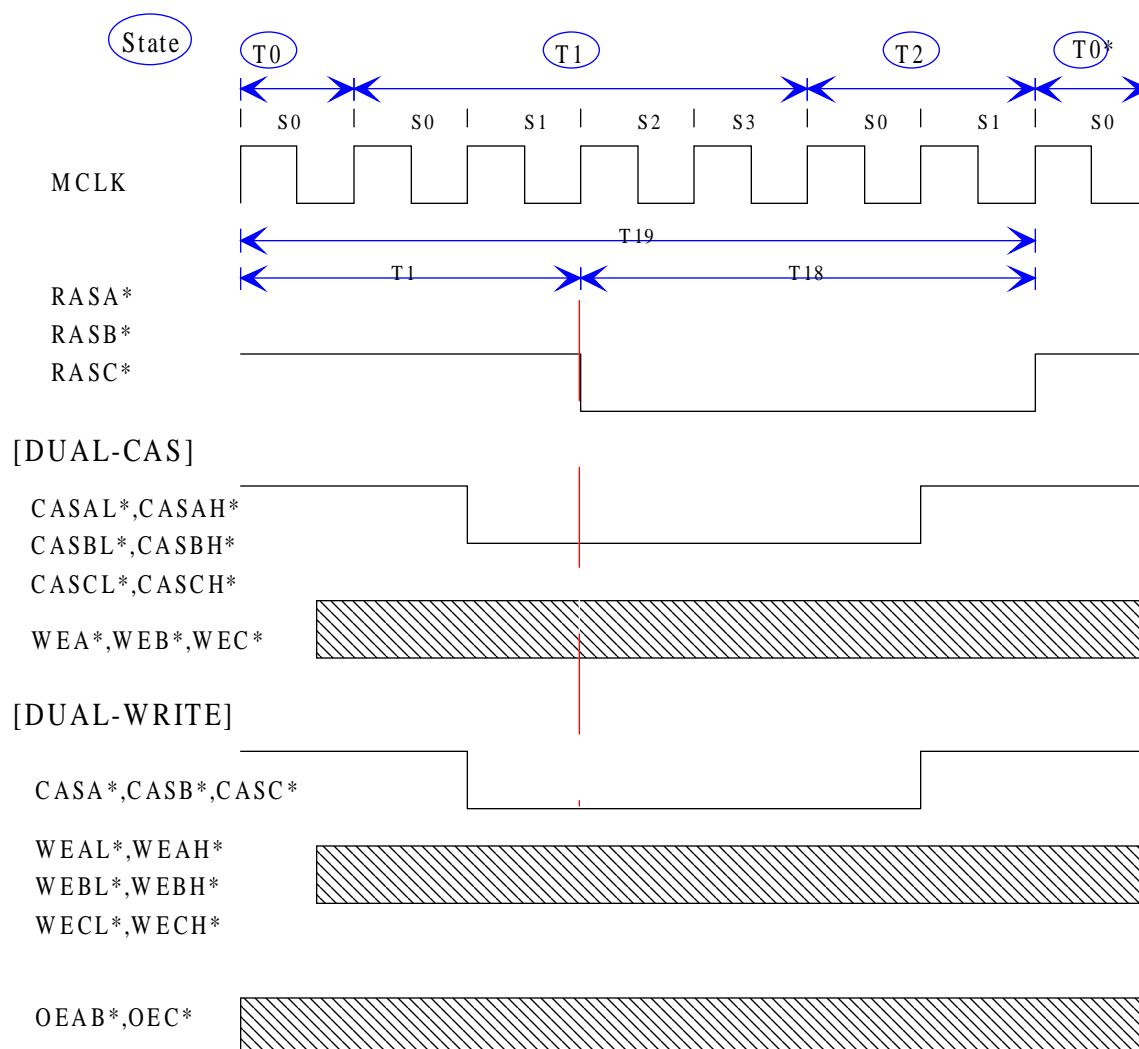 State
T0 T1 T2 T0*
S0 S0 S1 S2 S3 S0 S1 S0
MCLK
T19
T1 T18
RASA*
RASB*
RASC*
[DUAL-CAS]
CASAL*,CASAH*
CASBL*,CASBH*
CASCL*,CASCH*
WEA*,WEB*,WEC*
[DUAL-WRITE]
CASA*,CASB*,CASC*
WEAL*,WEAH*
WEBL*,WEBH*
WECL*,WECH*
OEAB*,OEC*